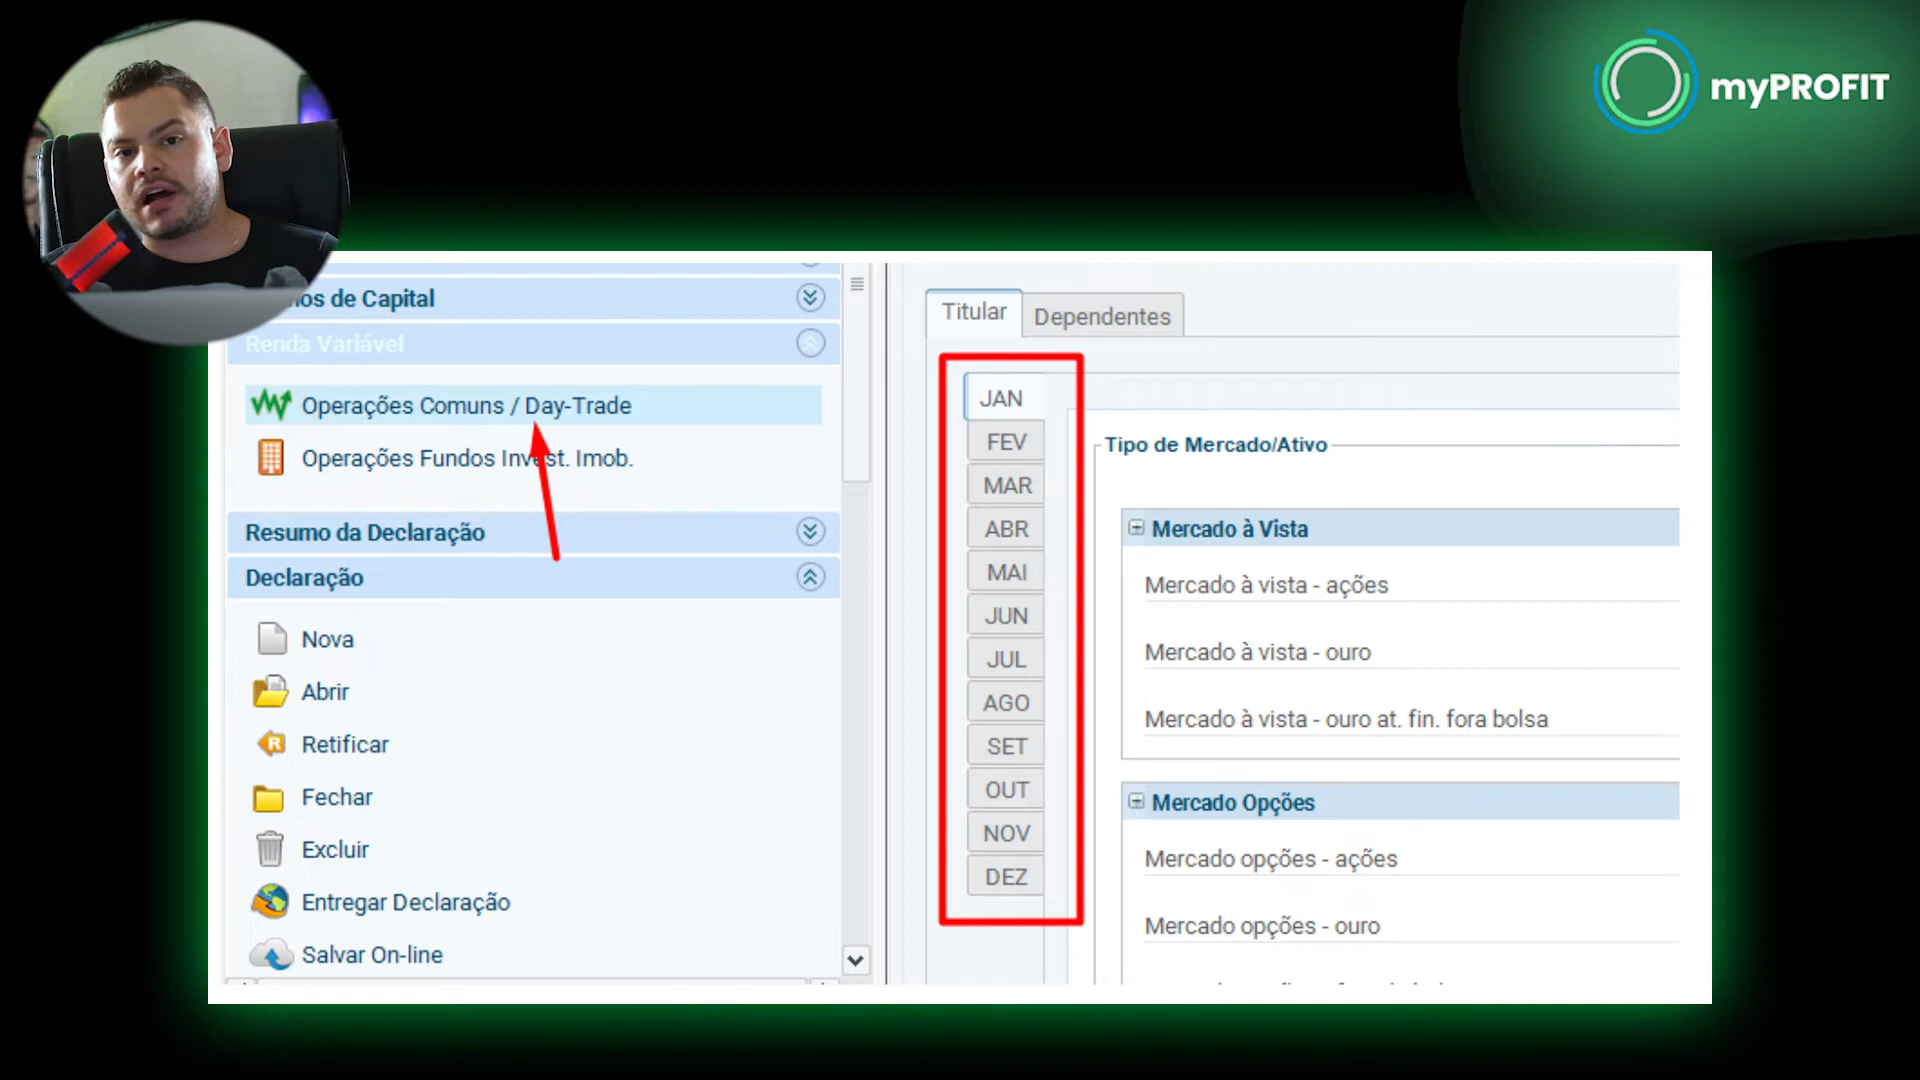 myPROFIT
os de Capital
Renda Variável
Operações Comuns / Day-Trade
Operações Fundos Invest. Imob.
Resumo da Declaração
Declaração
Nova
Abrir
Retificar
Fechar
Excluir
Entregar Declaração
Salvar On-line
Titular
Dependentes
JAN
FEV
MAR
ABR
MAI
JUN
JUL
AGO
SET
OUT
NOV
DEZ
Tipo de Mercado/Ativo
Mercado à Vista
Mercado à vista - ações
Mercado à vista - ouro
Mercado à vista - ouro at. fin. fora bolsa
Mercado Opções
Mercado opções - ações
Mercado opções - ouro